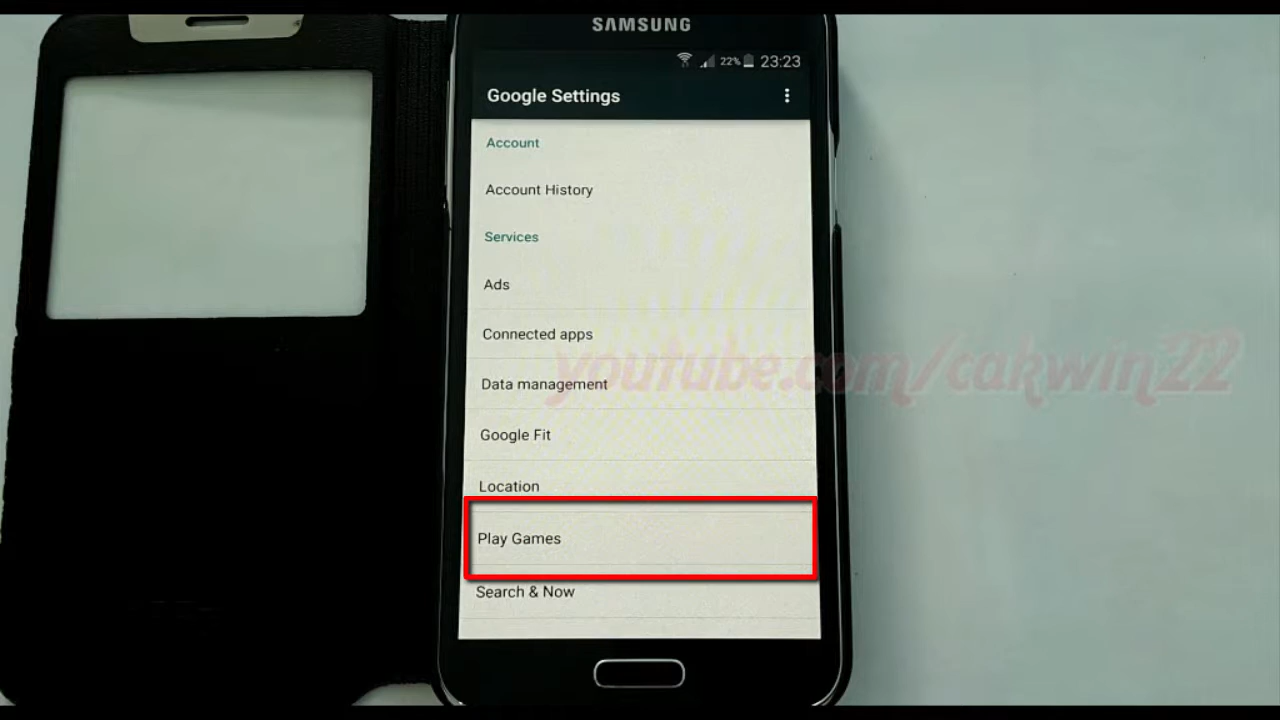 SAMSUNG
22% 23:23
Google Settings
Account
Account History
Services
Ads
Connected apps
Data management
youtube.com/cakwin22
Google Fit
Location
Play Games
Search & Now